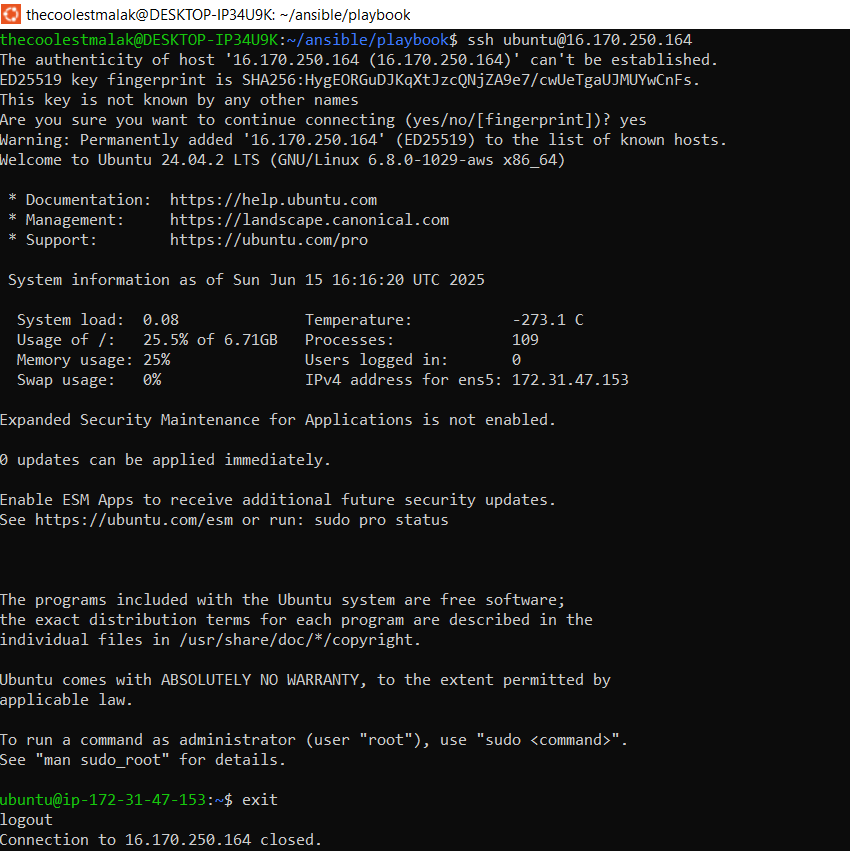 thecoolestmalak@DESKTOP-IP34U9K: ~/ansible/playbook
thecoolestmalak@DESKTOP-IP34U9K:~/ansible/playbook$ ssh ubuntu@16.170.250.164
The authenticity of host '16.170.250.164 (16.170.250.164)' can't be established.
ED25519 key fingerprint is SHA256:HygEORGuDJKqXtJzcQNjZA9e7/cwUeTgaUJMUYwCnFs.
This key is not known by any other names
Are you sure you want to continue connecting (yes/no/[fingerprint])? yes
Warning: Permanently added '16.170.250.164' (ED25519) to the list of known hosts.
Welcome to Ubuntu 24.04.2 LTS (GNU/Linux 6.8.0-1029-aws x86_64)
* Documentation:  https://help.ubuntu.com
* Management:     https://landscape.canonical.com
* Support:        https://ubuntu.com/pro
System information as of Sun Jun 15 16:16:20 UTC 2025
System load:  0.08              Temperature:           -273.1 C
Usage of /:   25.5% of 6.71GB   Processes:             109
Memory usage: 25%               Users logged in:       0
Swap usage:   0%                IPv4 address for ens5: 172.31.47.153
Expanded Security Maintenance for Applications is not enabled.
0 updates can be applied immediately.
Enable ESM Apps to receive additional future security updates.
See https://ubuntu.com/esm or run: sudo pro status
The programs included with the Ubuntu system are free software;
the exact distribution terms for each program are described in the
individual files in /usr/share/doc/*/copyright.
Ubuntu comes with ABSOLUTELY NO WARRANTY, to the extent permitted by
applicable law.
To run a command as administrator (user "root"), use "sudo <command>".
See "man sudo_root" for details.
ubuntu@ip-172-31-47-153:~$ exit
logout
Connection to 16.170.250.164 closed.